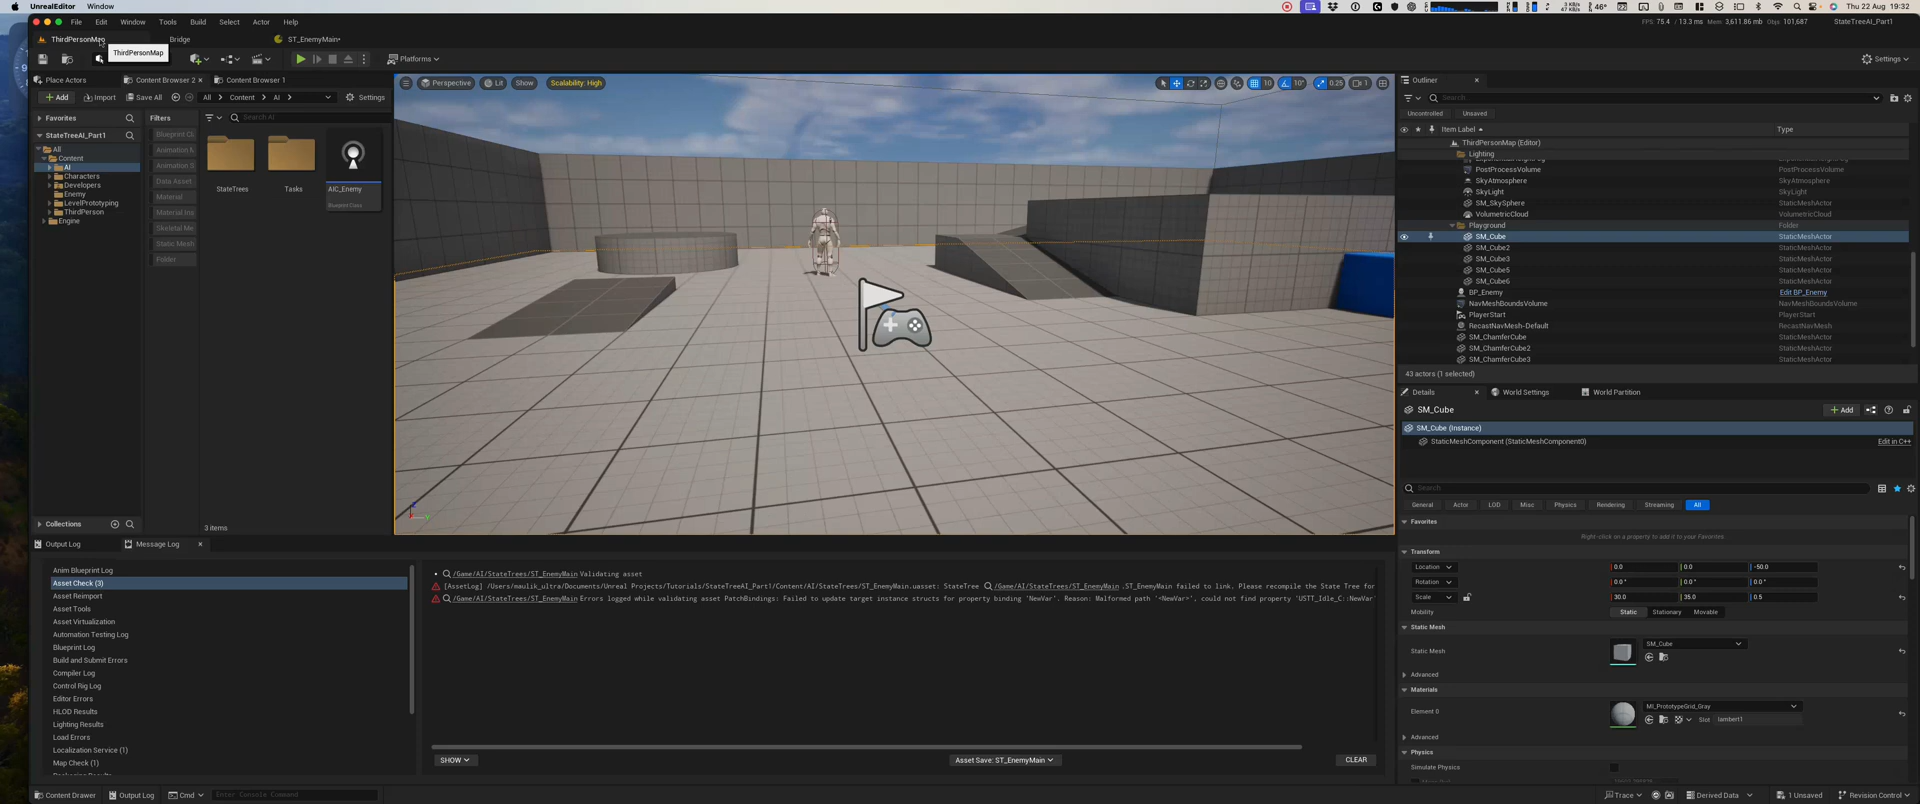 UnrealEditor Window
46° Thu 22 Aug 19:32
File Edit Window Tools Build Select Actor Help
FPS: 75.4 / 13.3 ms Mem: 3,611.86 mb Objs: 101,687 StateTreeAI_Part1
ThirdPersonMap Bridge ST_EnemyMain•
ThirdPersonMap
Platforms Settings
Place Actors Content Browser 2 Content Browser 1
Add Import Save All All Content AI Settings
Perspective Lit Show Scalability: High 10 10° 0.25 1
Favorites Filters Search AI
StateTreeAI_Part1
All
Content
AI
Characters
Developers
Enemy
LevelPrototyping
ThirdPerson
Engine
Blueprint Cl
Animation M
Animation S
Data Asset
Material
Material Ins
Skeletal Me
Static Mesh
Folder
StateTrees Tasks AIC_Enemy
Blueprint Class
Collections
3 items
Outliner
Search
Uncontrolled Unsaved
Item Label Type
ThirdPersonMap (Editor)
Lighting
PostProcessVolume PostProcessVolume
SkyAtmosphere SkyAtmosphere
SkyLight SkyLight
SM_SkySphere StaticMeshActor
VolumetricCloud VolumetricCloud
Playground Folder
SM_Cube StaticMeshActor
SM_Cube2 StaticMeshActor
SM_Cube3 StaticMeshActor
SM_Cube5 StaticMeshActor
SM_Cube6 StaticMeshActor
BP_Enemy Edit BP_Enemy
NavMeshBoundsVolume NavMeshBoundsVolume
PlayerStart PlayerStart
RecastNavMesh-Default RecastNavMesh
SM_ChamferCube StaticMeshActor
SM_ChamferCube2 StaticMeshActor
SM_ChamferCube3 StaticMeshActor
43 actors (1 selected)
Details World Settings World Partition
SM_Cube Add
SM_Cube (Instance)
StaticMeshComponent (StaticMeshComponent0) Edit in C++
Search
General Actor LOD Misc Physics Rendering Streaming All
Favorites
Right-click on a property to add it to your Favorites.
Transform
Location 0.0 0.0 -50.0
Rotation 0.0 ° 0.0 ° 0.0 °
Scale 30.0 35.0 0.5
Mobility Static Stationary Movable
Static Mesh
Static Mesh SM_Cube
Advanced
Materials
Element 0 MI_PrototypeGrid_Gray
Slot lambert1
Advanced
Physics
Simulate Physics
Output Log Message Log
Anim Blueprint Log
Asset Check (3)
Asset Reimport
Asset Tools
Asset Virtualization
Automation Testing Log
Blueprint Log
Build and Submit Errors
Compiler Log
Control Rig Log
Editor Errors
HLOD Results
Lighting Results
Load Errors
Localization Service (1)
Map Check (1)
/Game/AI/StateTrees/ST_EnemyMain Validating asset
[AssetLog] /Users/maulik_ultra/Documents/Unreal Projects/Tutorials/StateTreeAI_Part1/Content/AI/StateTrees/ST_EnemyMain.uasset: StateTree /Game/AI/StateTrees/ST_EnemyMain .ST_EnemyMain failed to link. Please recompile the State Tree for
/Game/AI/StateTrees/ST_EnemyMain Errors logged while validating asset PatchBindings: Failed to update target instance structs for property binding 'NewVar'. Reason: Malformed path '<NewVar>', could not find property 'USTT_Idle_C::NewVar'
SHOW Asset Save: ST_EnemyMain CLEAR
Content Drawer Output Log Cmd Enter Console Command
Trace Derived Data 1 Unsaved Revision Control